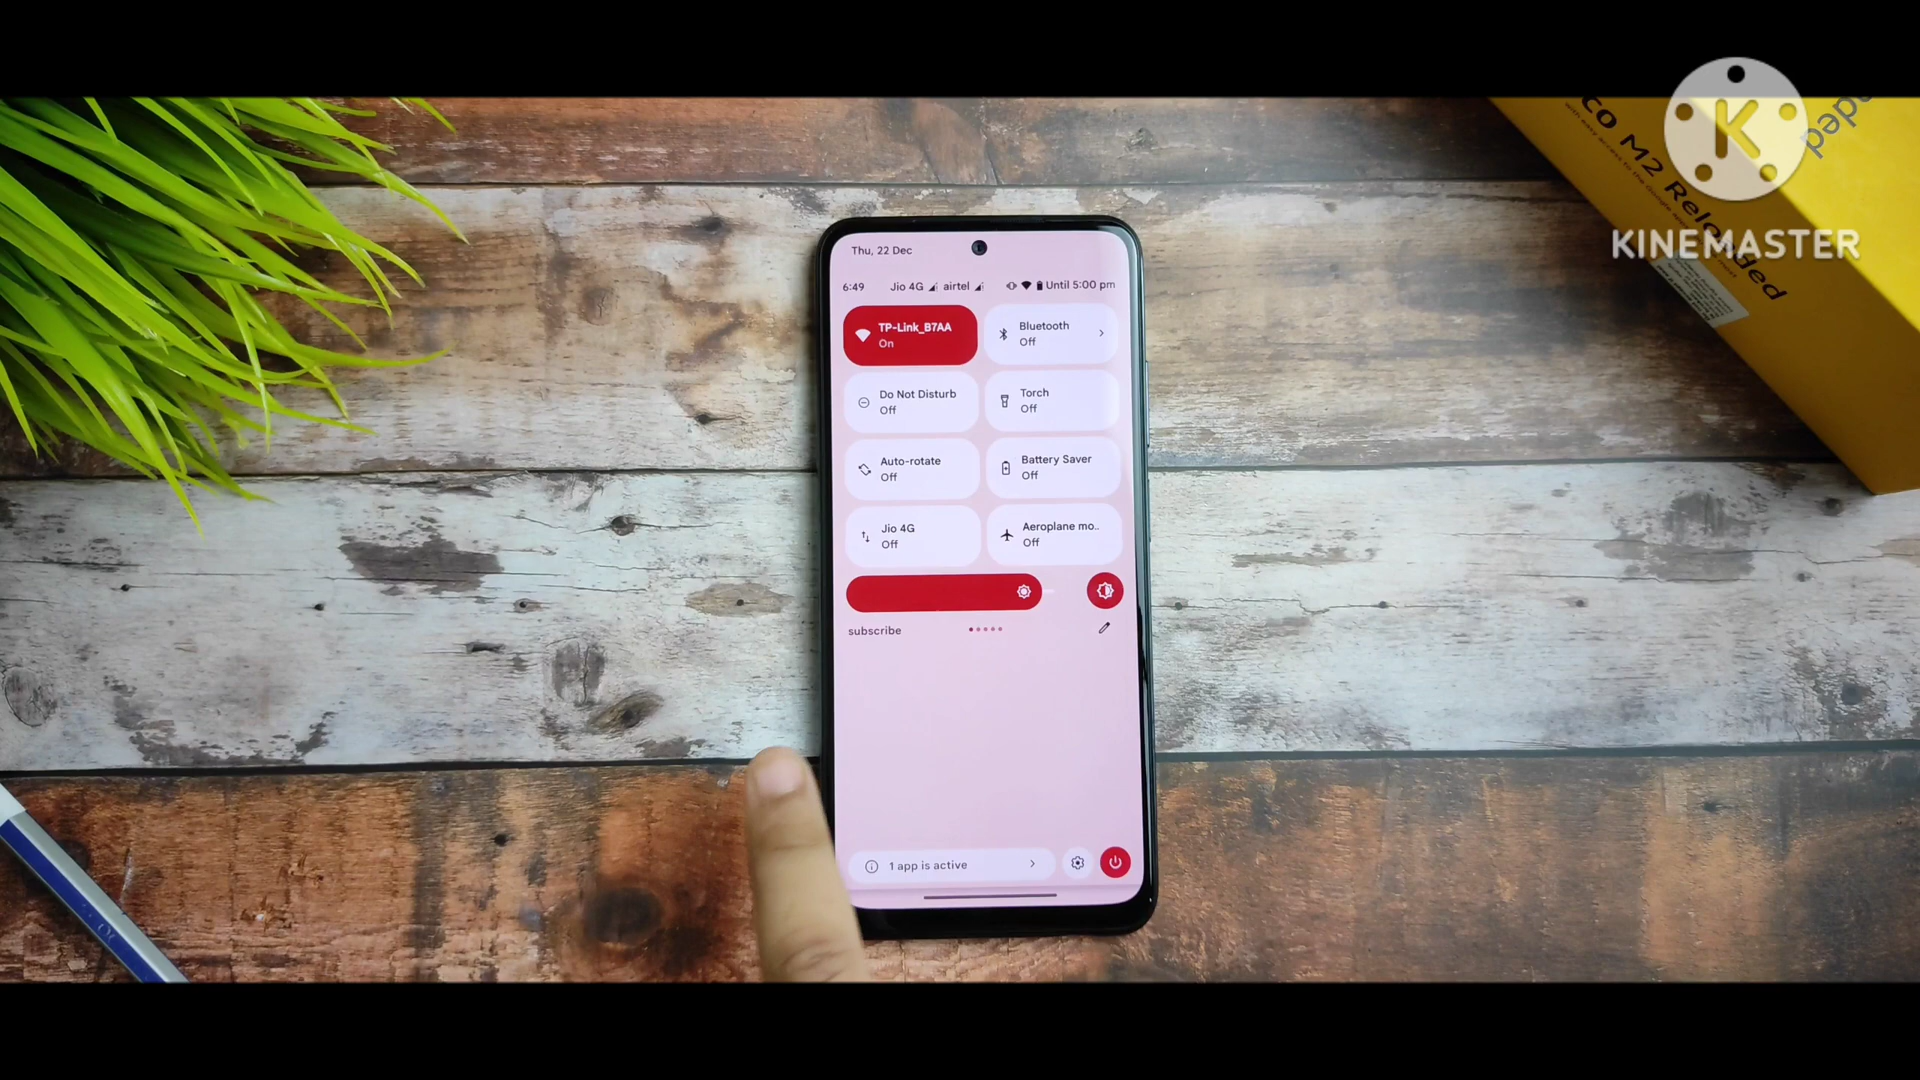 Thu, 22 Dec
6:49 Jio 4G airtel Until 5:00 pm
TP-Link_B7AA
On
Bluetooth
Off
Do Not Disturb
Off
Torch
Off
Auto-rotate
Off
Battery Saver
Off
Jio 4G
Off
Aeroplane mo..
Off
subscribe
1 app is active
CO M2 Reloaded
K
KINEMASTER